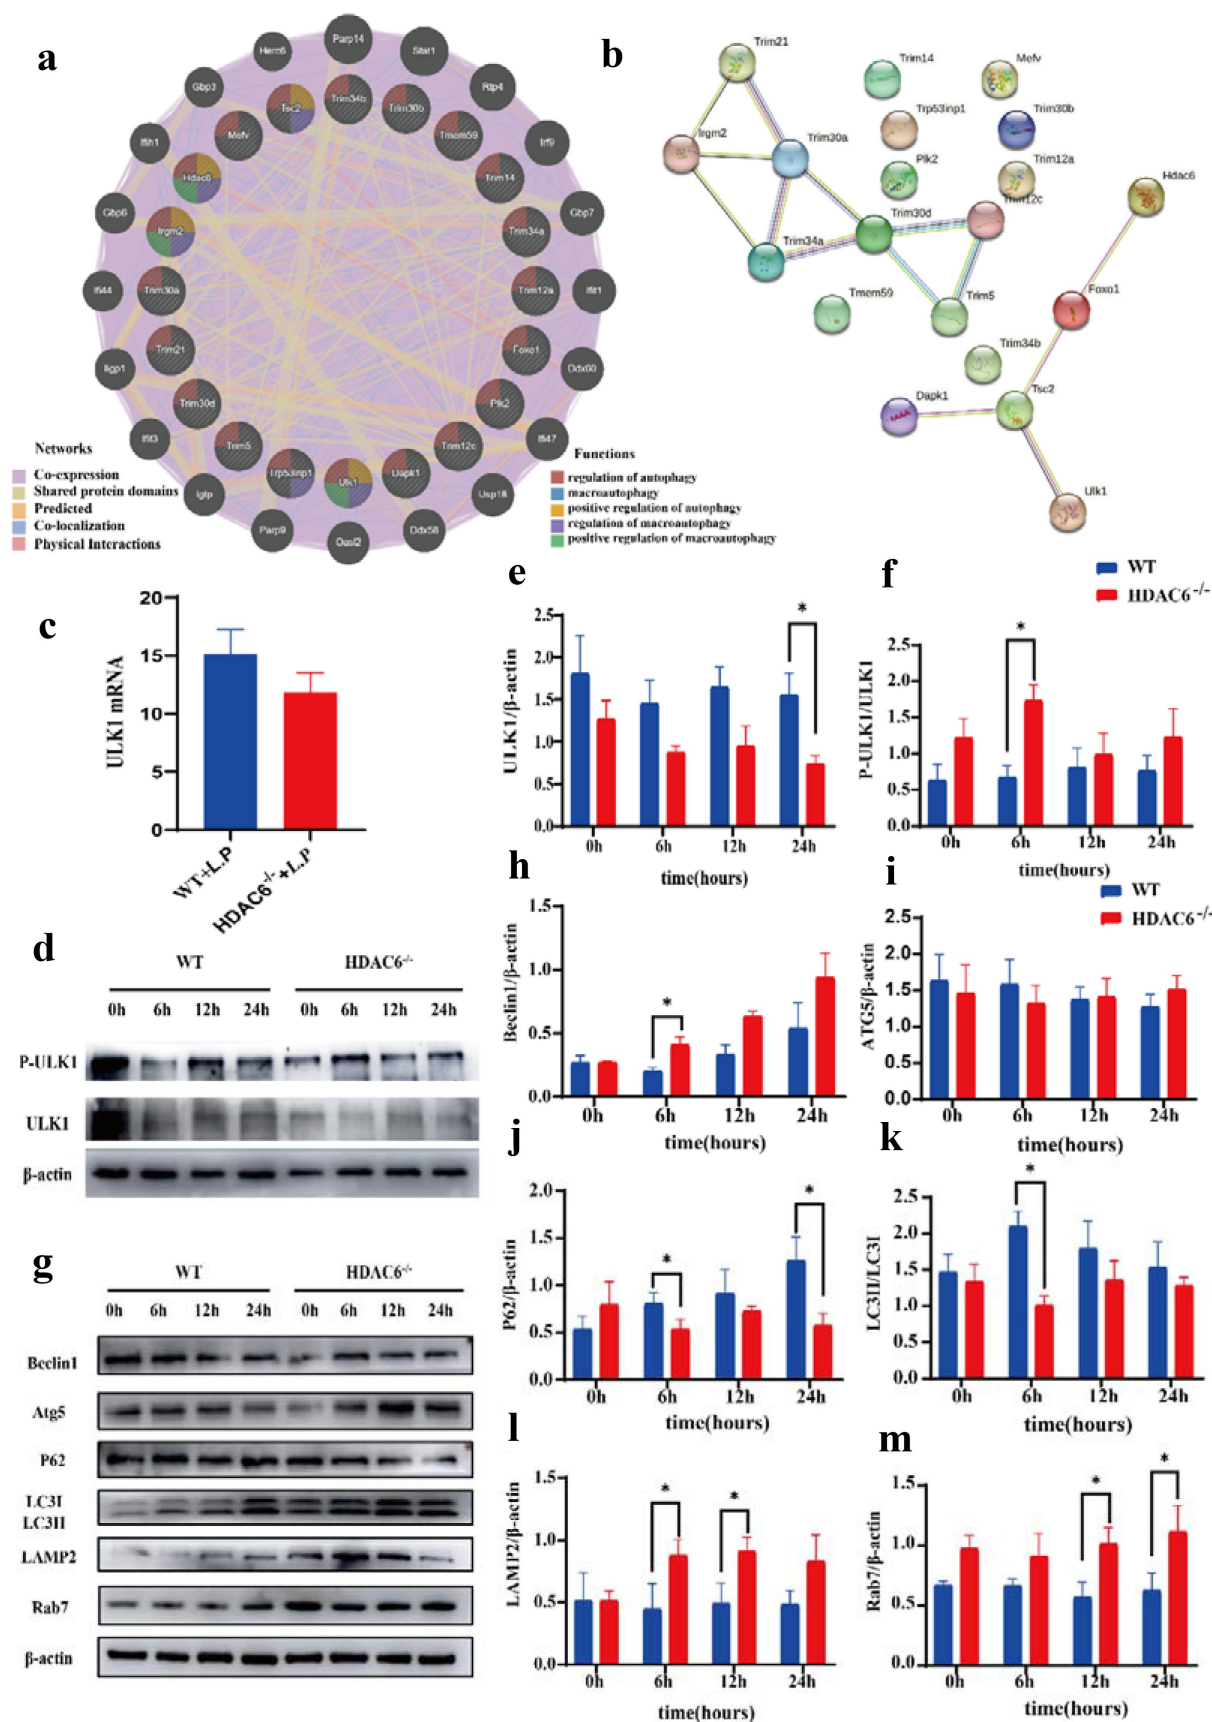 a
Parp14
Herc6
Stat1
Gbp3
Rtp4
Tsc2
Trim34b
Trim30b
Mefv
Tmem59
Ifih1
Irf9
Hdac6
Trim14
Gbp6
Irgm2
Trim34a
Gbp7
Ifi44
Trim30a
Trim12a
Ifit1
Trim21
Foxo1
Iigp1
Ddx60
Trim30d
Plk2
Ifit3
Trim5
Trim12c
Ifi47
Trp53inp1
Ulk1
Dapk1
Igtp
Usp18
Parp9
Oasl2
Ddx58
Networks
Co-expression
Shared protein domains
Predicted
Co-localization
Physical Interactions
Functions
regulation of autophagy
macroautophagy
positive regulation of autophagy
regulation of macroautophagy
positive regulation of macroautophagy
b
Trim21
Trim14
Mefv
Irgm2
Trim30a
Trp53inp1
Trim30b
Plk2
Trim12a
Hdac6
Trim30d
Trim12c
Trim34a
Tmem59
Trim5
Foxo1
Trim34b
Dapk1
Tsc2
Ulk1
c
ULK1 mRNA
20
15
10
5
0
WT+L.P
HDAC6-/-+L.P
d
WT
HDAC6-/-
0h 6h 12h 24h 0h 6h 12h 24h
P-ULK1
ULK1
β-actin
e
ULK1/β-actin
2.5
2.0
1.5
1.0
0.5
0.0
*
0h 6h 12h 24h
time(hours)
f
WT
HDAC6-/-
P-ULK1/ULK1
2.5
2.0
1.5
1.0
0.5
0.0
*
0h 6h 12h 24h
time(hours)
g
WT
HDAC6-/-
0h 6h 12h 24h 0h 6h 12h 24h
Beclin1
Atg5
P62
LC3I
LC3II
LAMP2
Rab7
β-actin
h
Beclin1/β-actin
1.5
1.0
0.5
0.0
*
0h 6h 12h 24h
time(hours)
i
WT
HDAC6-/-
ATG5/β-actin
2.5
2.0
1.5
1.0
0.5
0.0
0h 6h 12h 24h
time(hours)
j
P62/β-actin
2.0
1.5
1.0
0.5
0.0
* *
0h 6h 12h 24h
time(hours)
k
LC3II/LC3I
2.5
2.0
1.5
1.0
0.5
0.0
*
0h 6h 12h 24h
time(hours)
l
LAMP2/β-actin
1.5
1.0
0.5
0.0
* *
0h 6h 12h 24h
time(hours)
m
Rab7/β-actin
1.5
1.0
0.5
0.0
* *
0h 6h 12h 24h
time(hours)